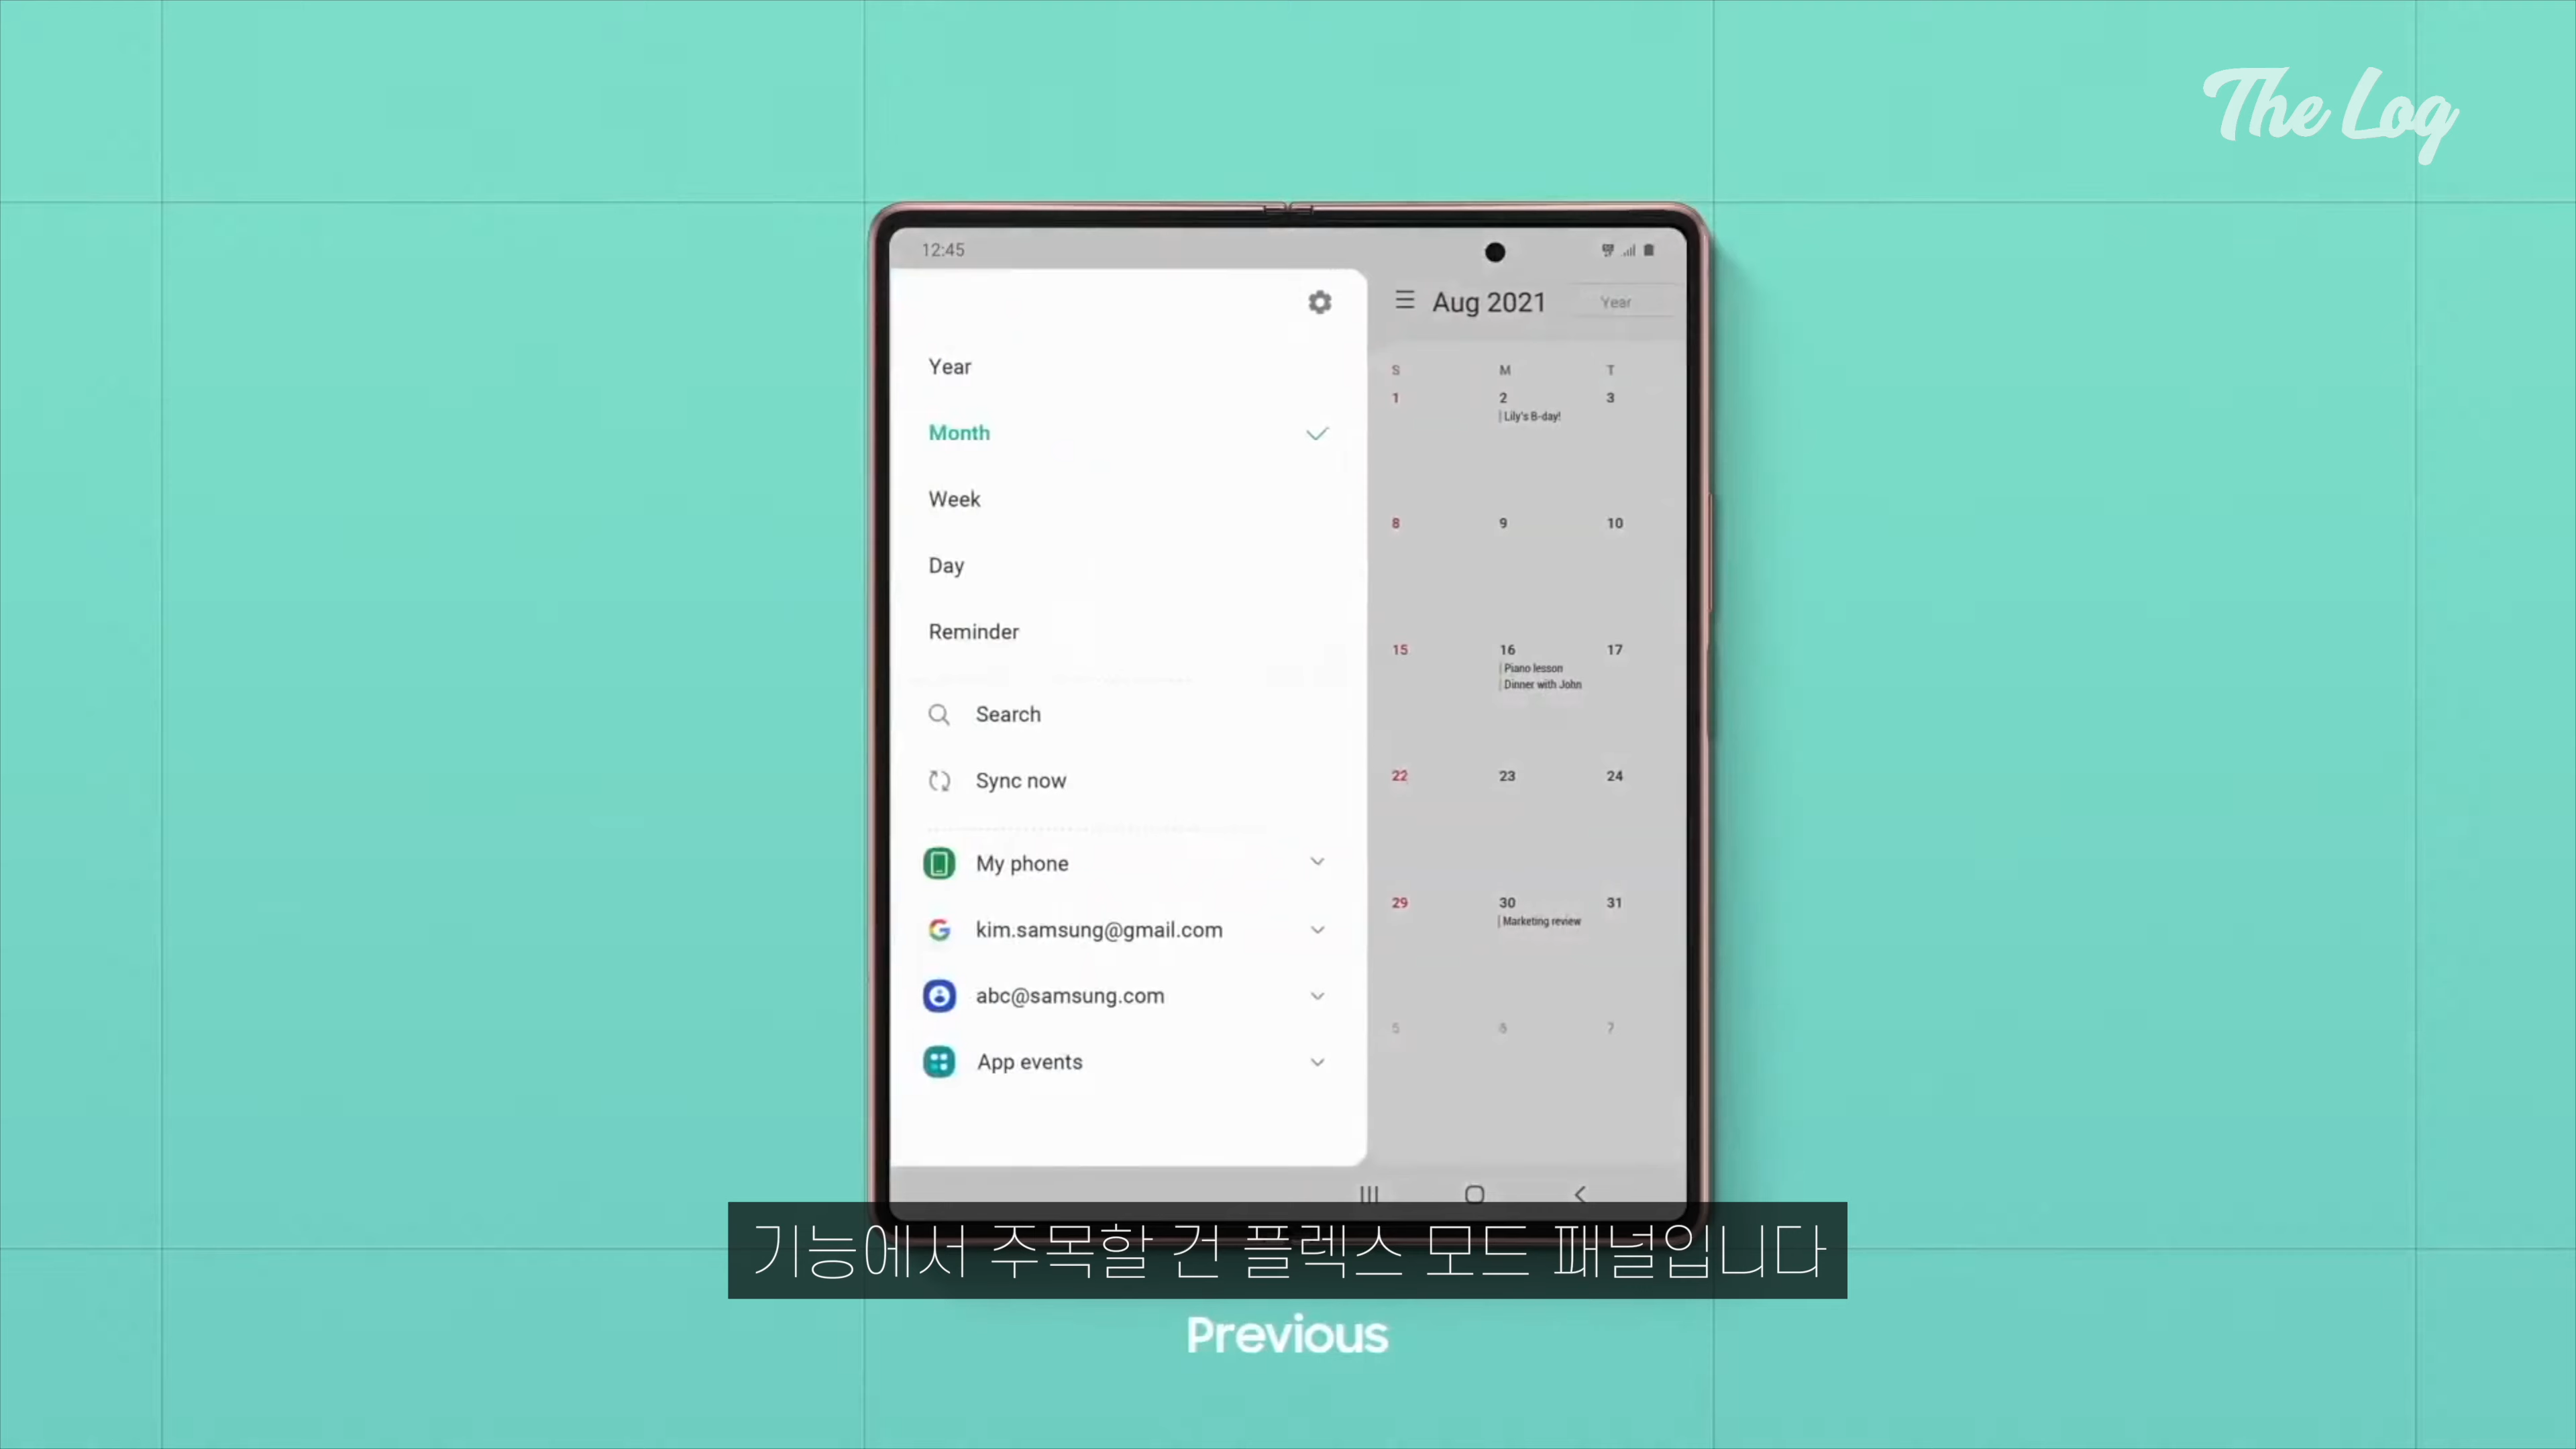 The Log
12:45
Year
Month
Week
Day
Reminder
Search
Sync now
My phone
kim.samsung@gmail.com
abc@samsung.com
App events
Aug 2021
Year
S M T
1 2 3
Lily's B-day!
8 9 10
15 16 17
Piano lesson
Dinner with John
22 23 24
29 30 31
Marketing review
5 6 7
기능에서 주목할 건 플렉스 모드 패널입니다
Previous